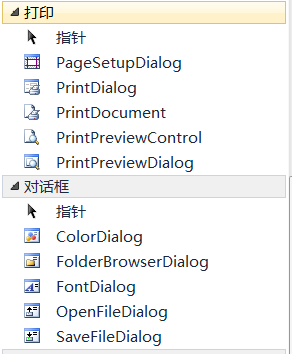 打印
指针
PageSetupDialog
PrintDialog
PrintDocument
PrintPreviewControl
PrintPreviewDialog
对话框
指针
ColorDialog
FolderBrowserDialog
FontDialog
OpenFileDialog
SaveFileDialog